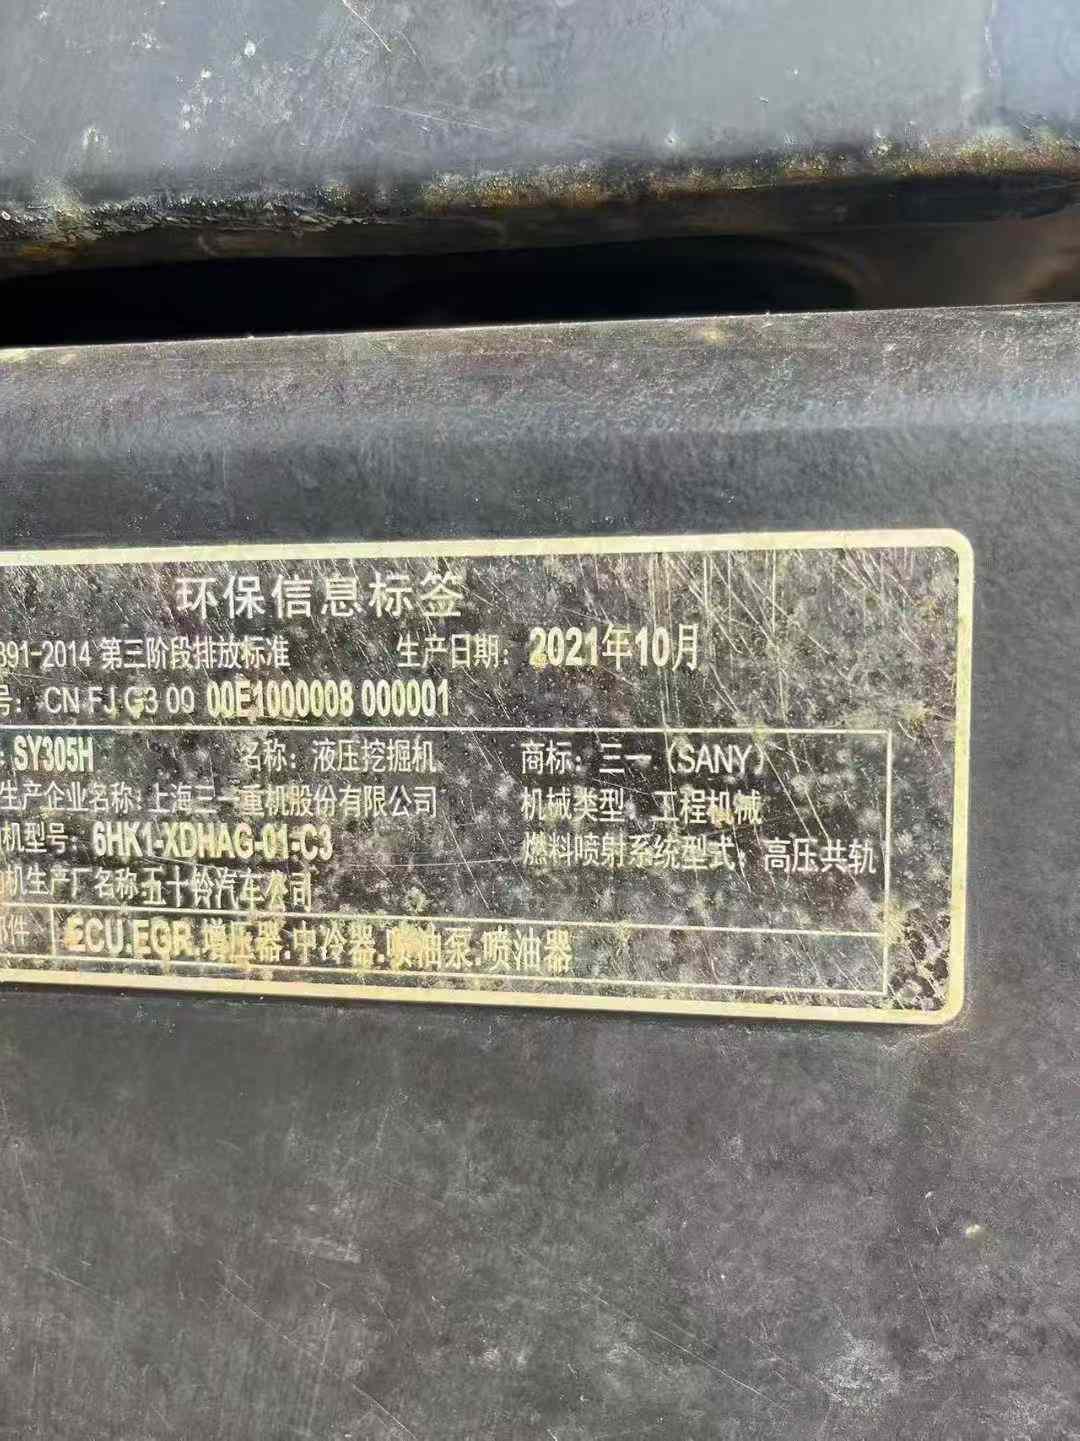 环保信息标签
891-2014 第三阶段排放标准 生产日期：2021年10月
号：CN FJ G3 00 00E1000008 000001
：SY305H 名称：液压挖掘机 商标：三一（SANY）
生产企业名称：上海三一重机股份有限公司 机械类型：工程机械
机型号：6HK1-XDHAG-01-C3 燃料喷射系统型式：高压共轨
机生产厂名称五十铃汽车公司
件 ECU.EGR.增压器.中冷器.喷油泵.喷油器